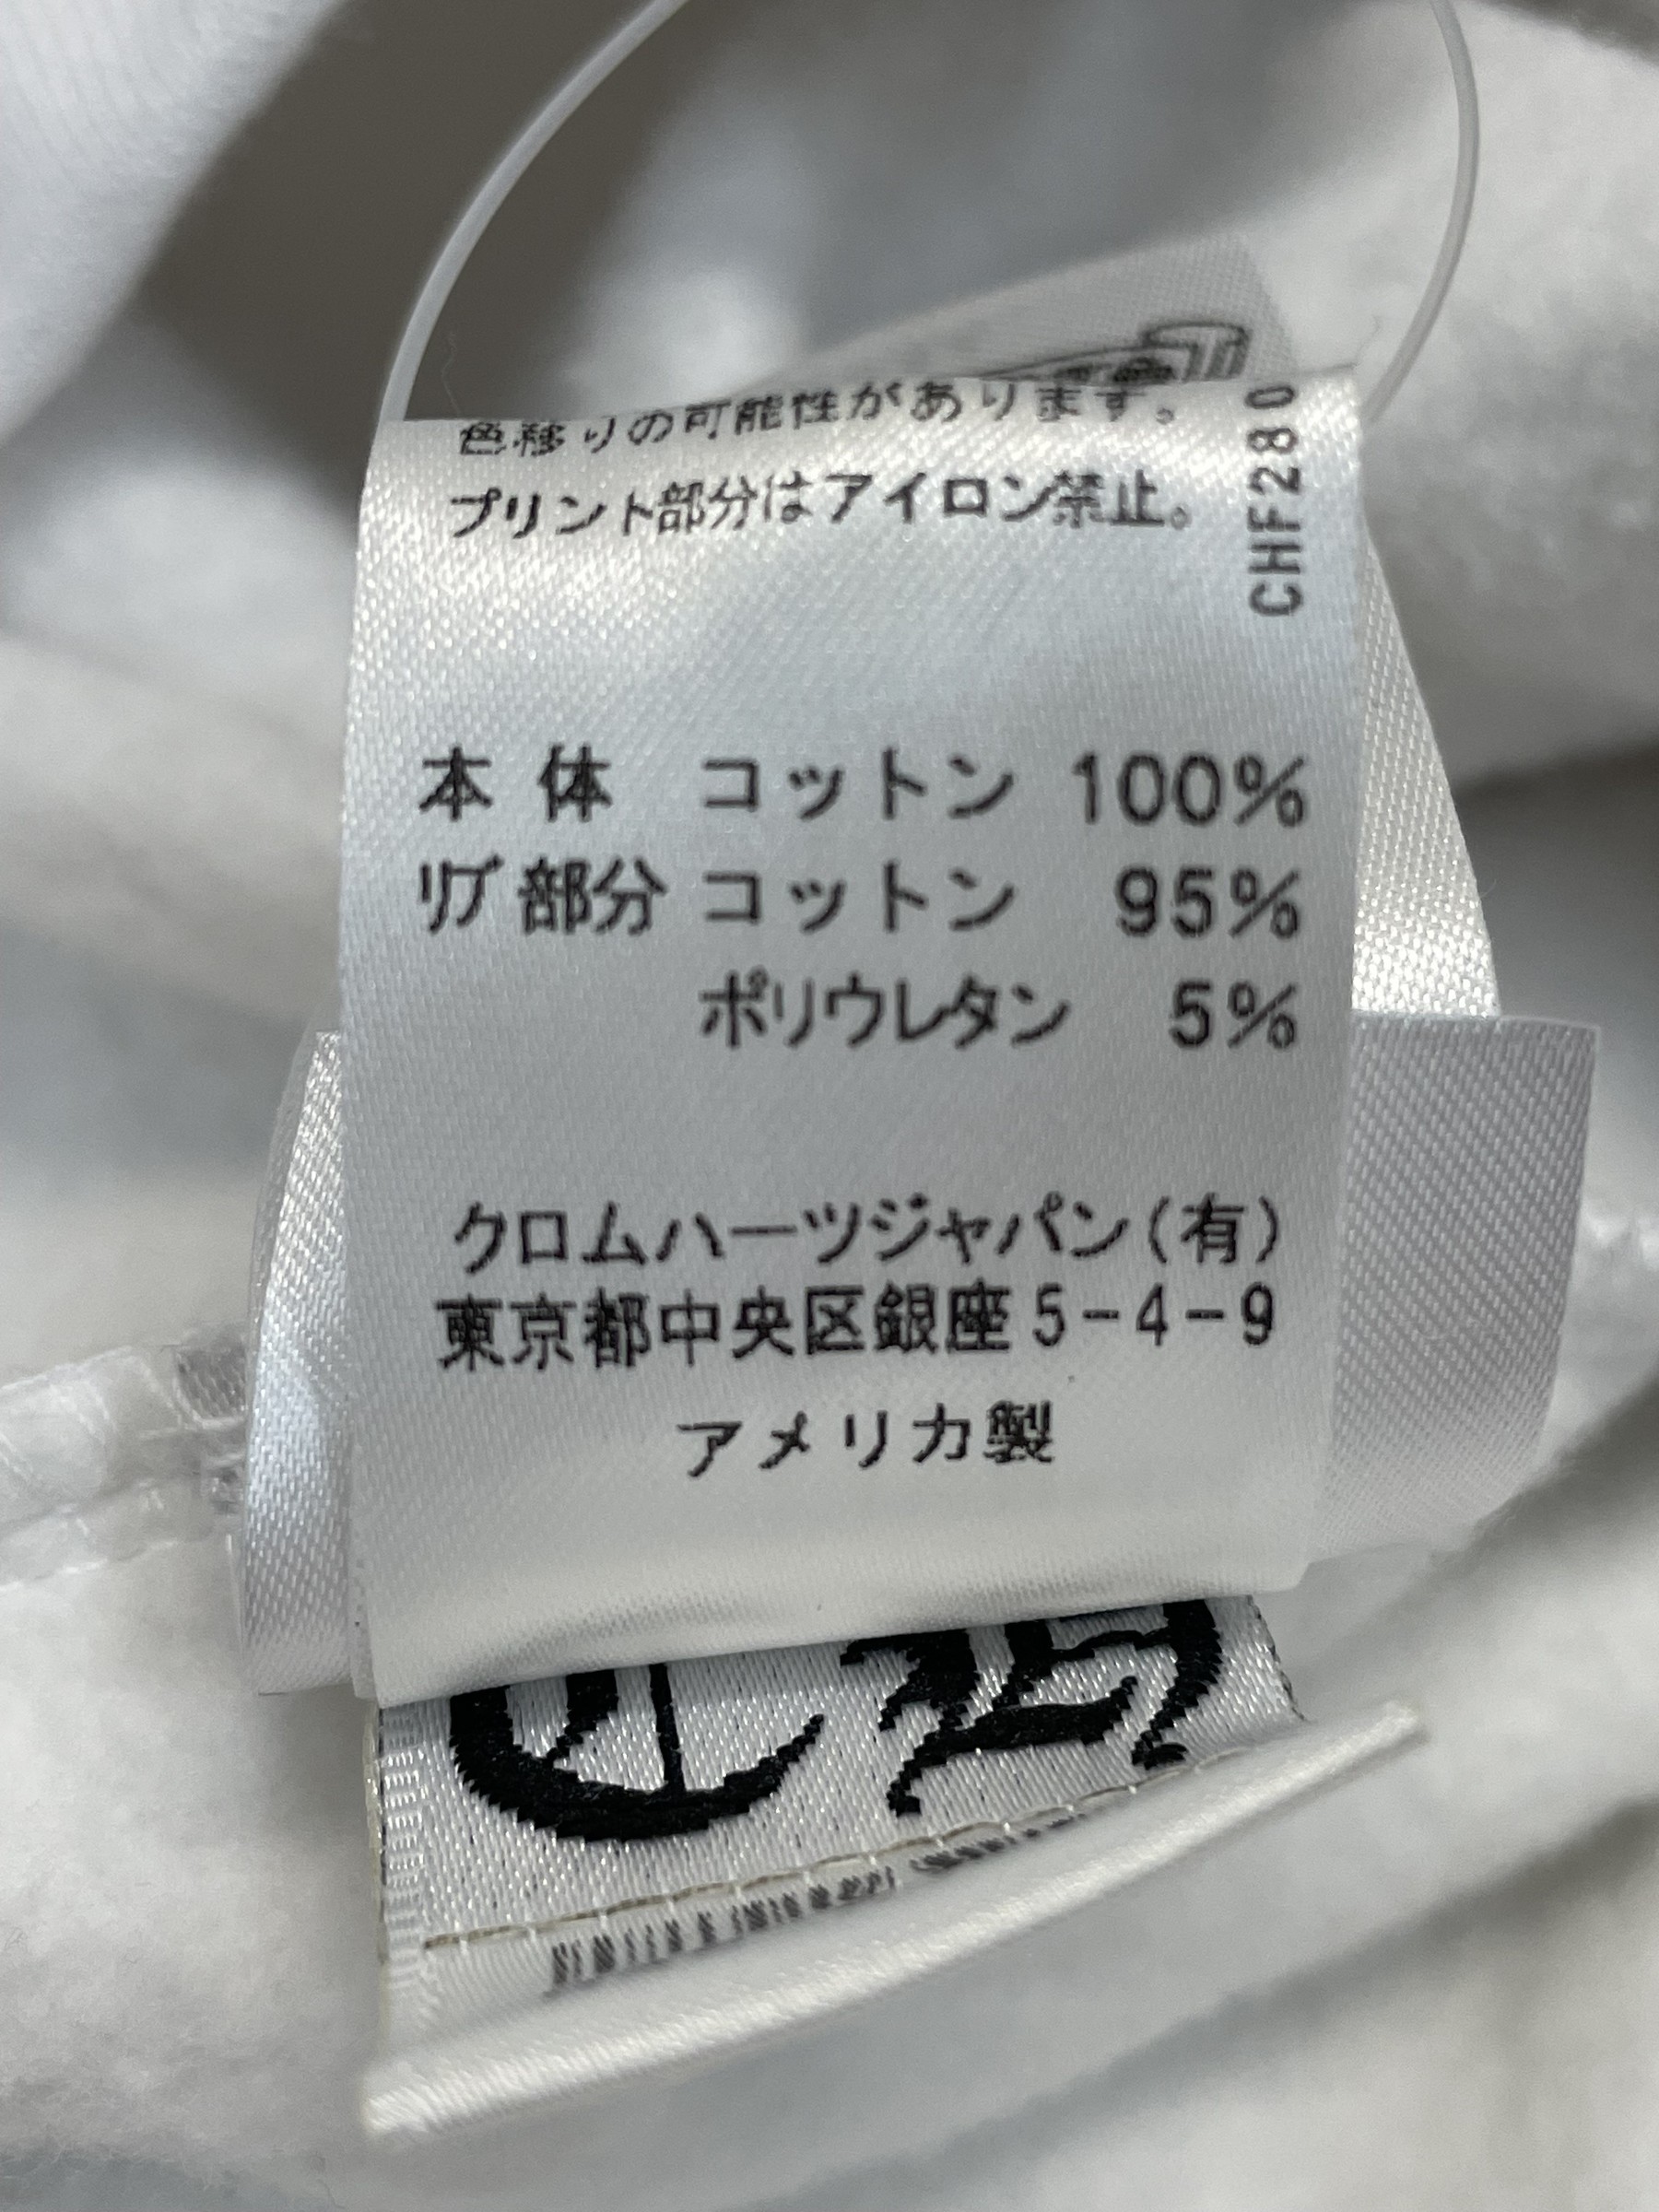 色移りの可能性があります。
プリント部分はアイロン禁止。
CHF280
本体 コットン 100%
リブ部分 コットン 95%
ポリウレタン 5%
クロムハーツジャパン(有)
東京都中央区銀座5-4-9
アメリカ製